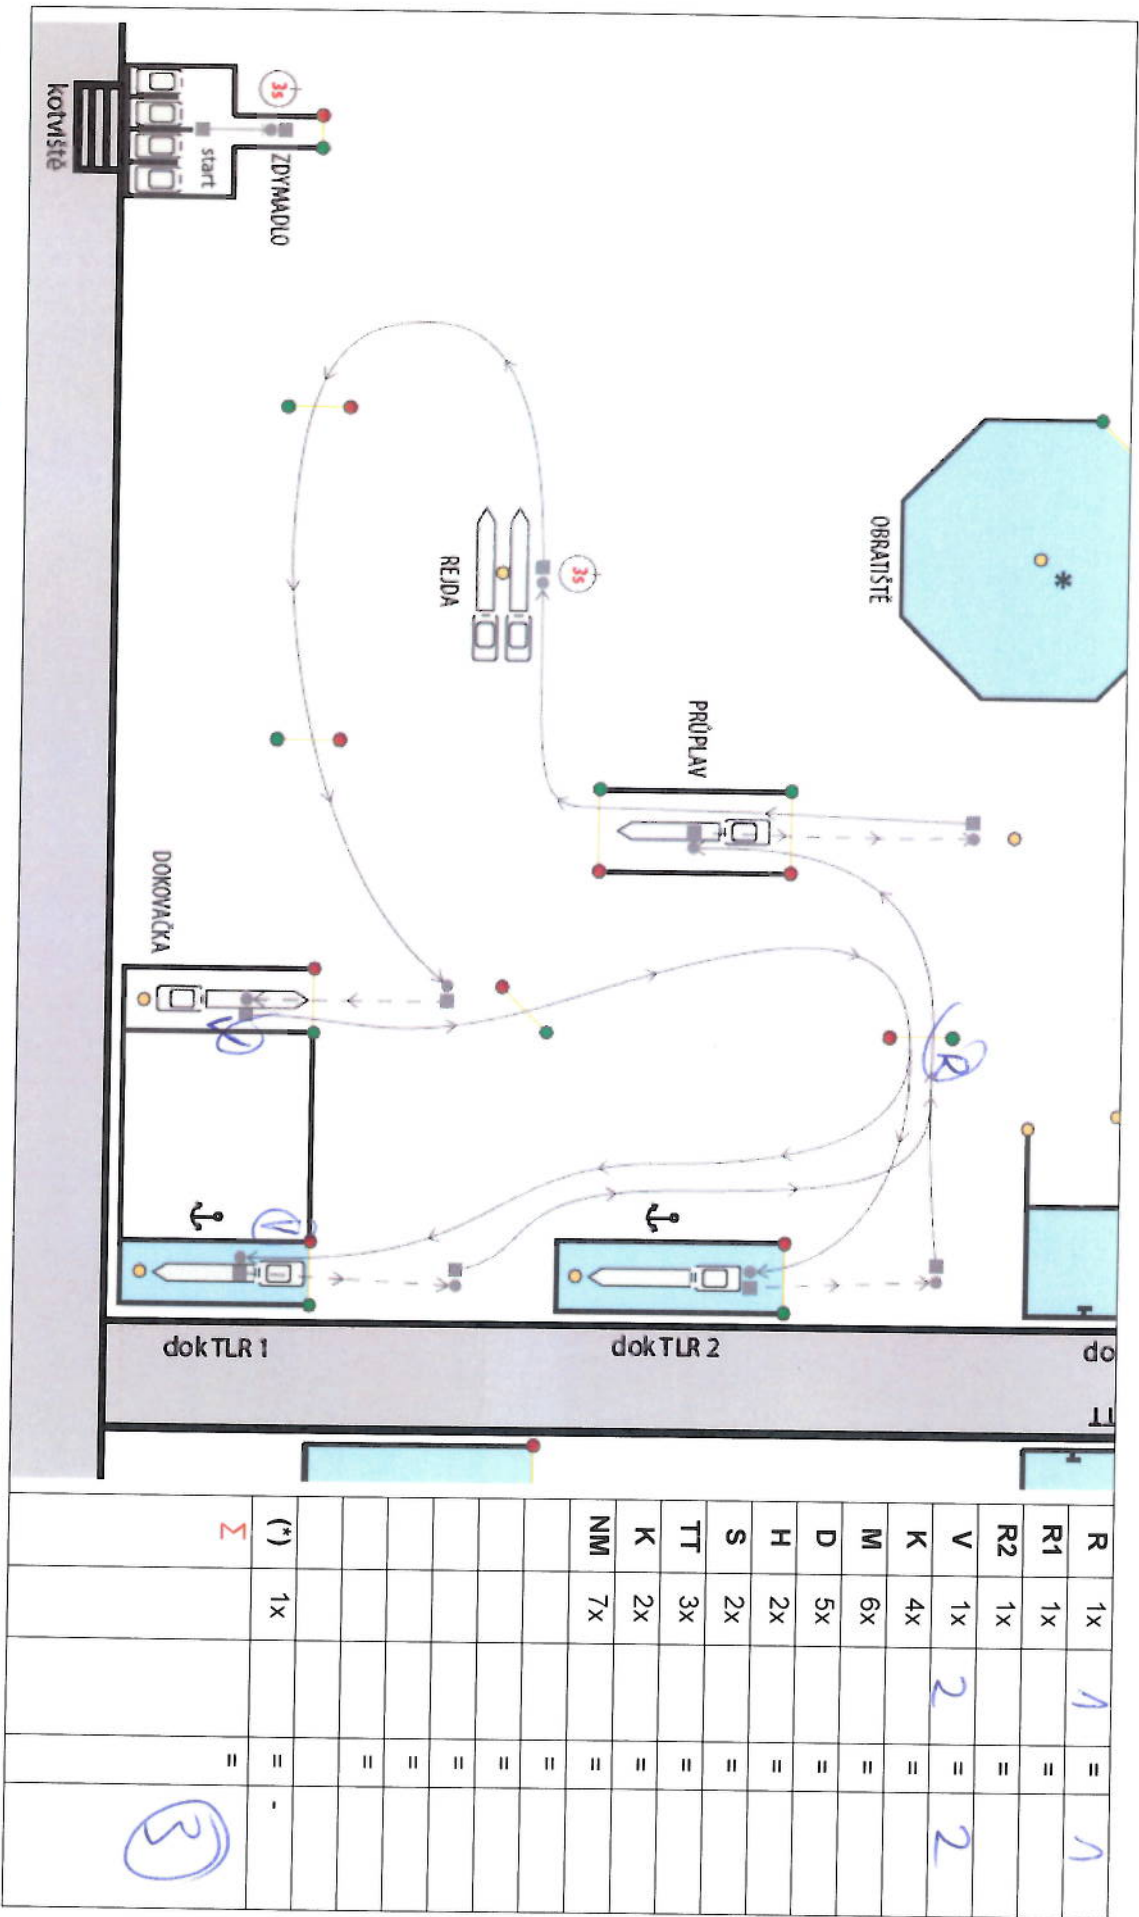 kotviště
3s
start
ZDYMADLO
OBRATIŠTĚ
*
3s
REJDA
PRŮPLAV
DOKOVAČKA
V
R
V
dok TLR 1
dok TLR 2
do
R 1x 1 = 1
R1 1x =
R2 1x =
V 1x 2 = 2
K 4x =
M 6x =
D 5x =
H 2x =
S 2x =
TT 3x =
K 2x =
NM 7x =
=
=
=
=
=
(*) 1x = -
Σ = 3